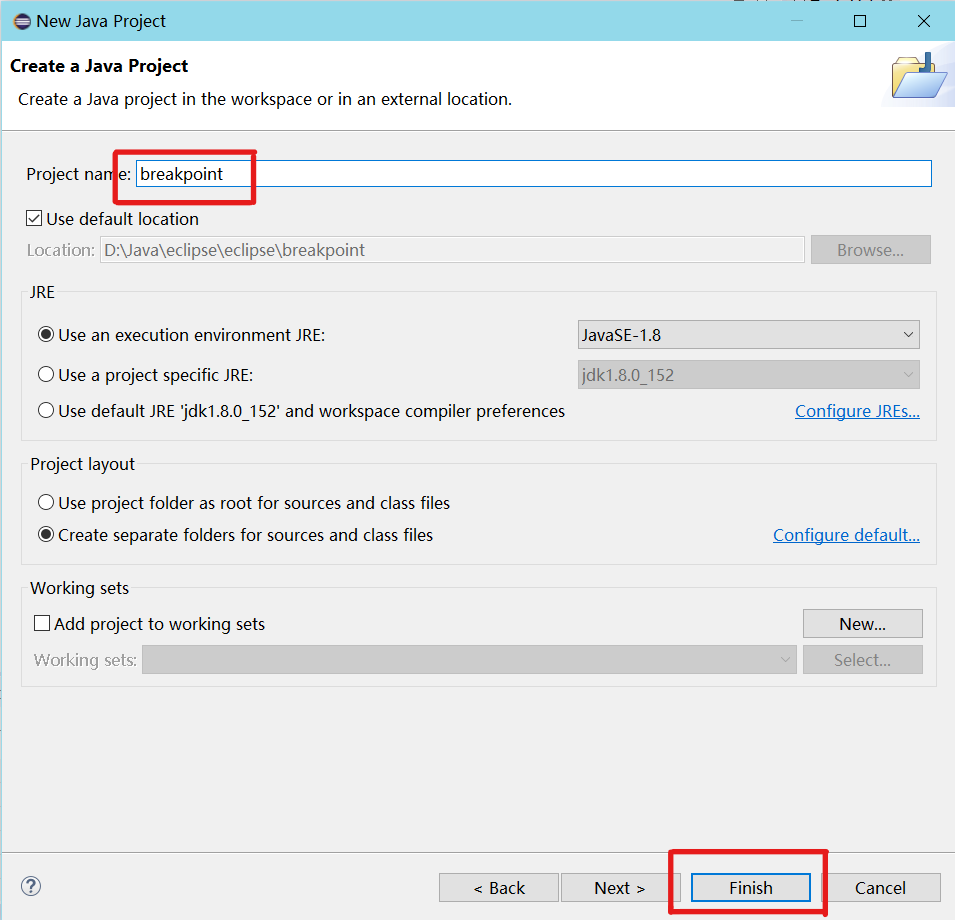 New Java Project
Create a Java Project
Create a Java project in the workspace or in an external location.
Project name: breakpoint
Use default location
Location: D:\Java\eclipse\eclipse\breakpoint Browse...
JRE
Use an execution environment JRE: JavaSE-1.8
Use a project specific JRE: jdk1.8.0_152
Use default JRE 'jdk1.8.0_152' and workspace compiler preferences Configure JREs...
Project layout
Use project folder as root for sources and class files
Create separate folders for sources and class files Configure default...
Working sets
Add project to working sets New...
Working sets: Select...
? < Back Next > Finish Cancel